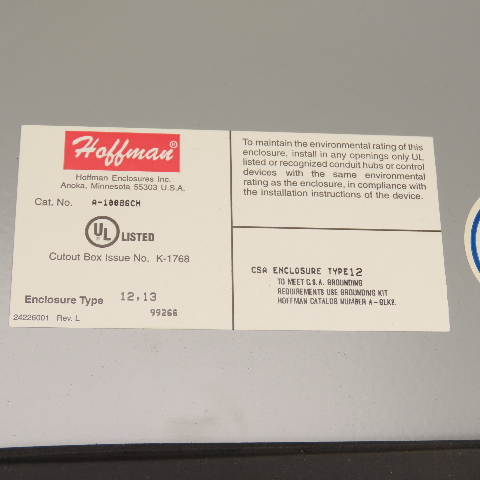 Hoffman®
Hoffman Enclosures Inc.
Anoka, Minnesota 55303 U.S.A.
Cat. No. A-1008GCH
UL LISTED
Cutout Box Issue No. K-1768
Enclosure Type 12,13
99266
24226001 Rev. L
To maintain the environmental rating of this
enclosure, install in any openings only UL
listed or recognized conduit hubs or control
devices with the same environmental
rating as the enclosure, in compliance with
the installation instructions of the device.
CSA ENCLOSURE TYPE12
TO MEET C.S.A. GROUNDING
REQUIREMENTS USE GROUNDING KIT
HOFFMAN CATALOG NUMBER A-GLK8.